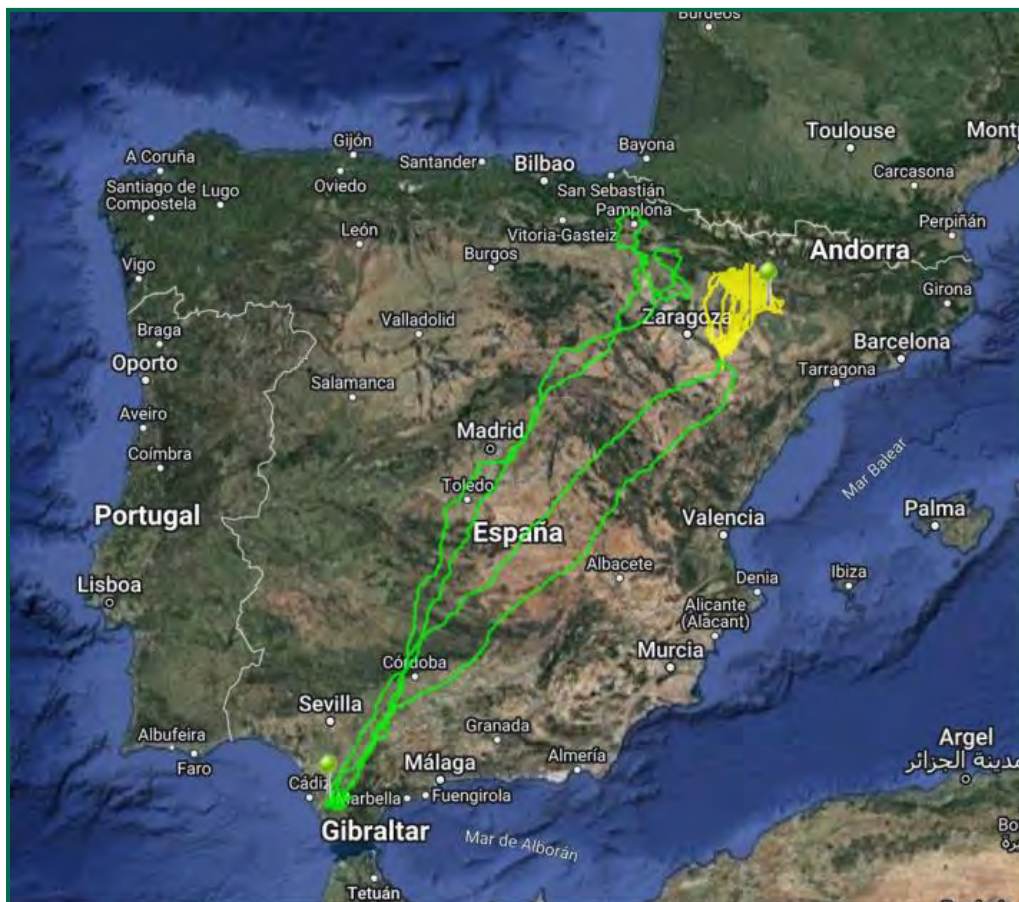 Burdeos
Toulouse
Montp
Gijón
Bayona
A Coruña
Santander
Bilbao
Carcasona
Oviedo
San Sebastián
Santiago de
Compostela
Lugo
Pamplona
Vitoria-Gasteiz
Perpiñán
León
Andorra
Burgos
Vigo
Girona
Braga
Valladolid
Zaragoza
Oporto
Barcelona
Tarragona
Salamanca
Aveiro
Madrid
Coímbra
Mar Balear
Toledo
Portugal
España
Valencia
Palma
Albacete
Ibiza
Denia
Lisboa
Alicante
(Alacant)
Murcia
Córdoba
Sevilla
Granada
Albufeira
Faro
Almería
Argel
مدينة الجزائر
Málaga
Cádiz
Marbella
Fuengirola
Gibraltar
Mar de Alborán
Tetuán